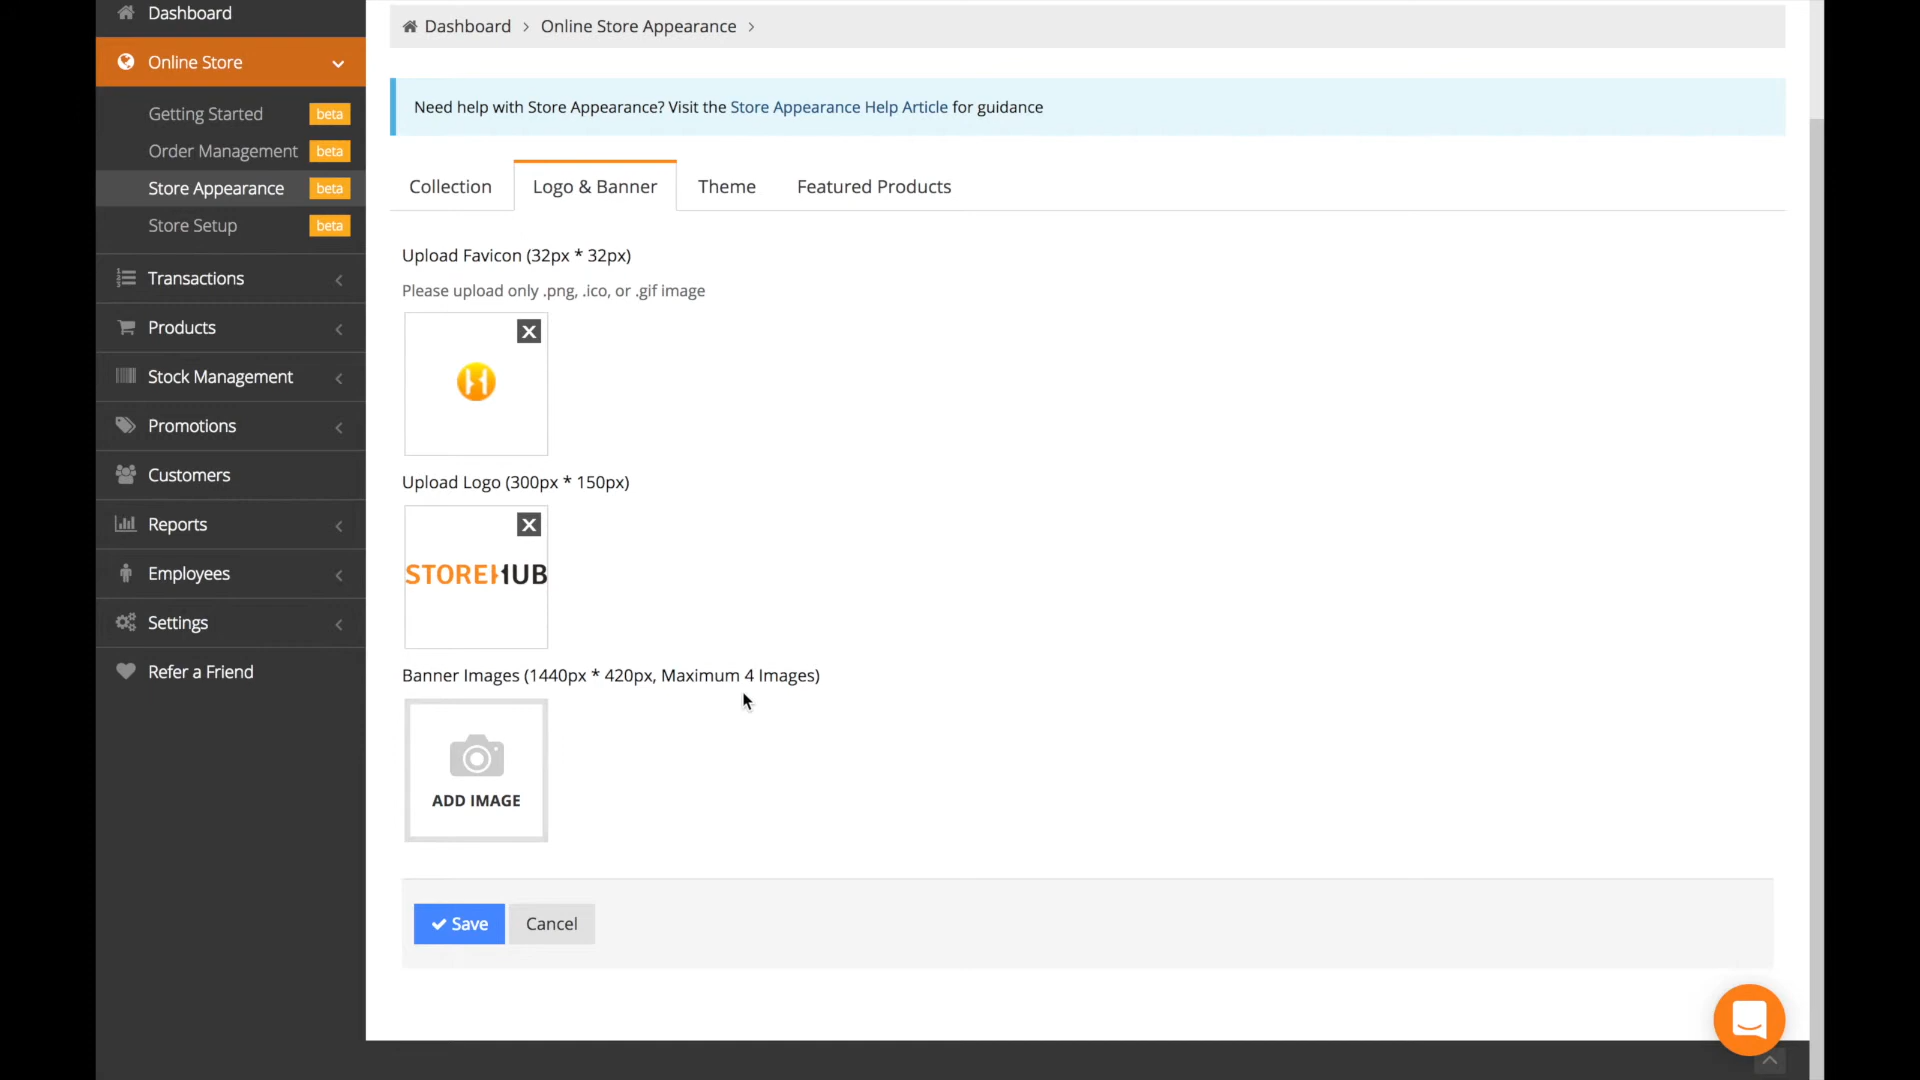 Dashboard
Online Store
Getting Started beta
Order Management beta
Store Appearance beta
Store Setup beta
Transactions
Products
Stock Management
Promotions
Customers
Reports
Employees
Settings
Refer a Friend
Dashboard > Online Store Appearance >
Need help with Store Appearance? Visit the Store Appearance Help Article for guidance
Collection Logo & Banner Theme Featured Products
Upload Favicon (32px * 32px)
Please upload only .png, .ico, or .gif image
Upload Logo (300px * 150px)
STOREHUB
Banner Images (1440px * 420px, Maximum 4 Images)
ADD IMAGE
Save Cancel